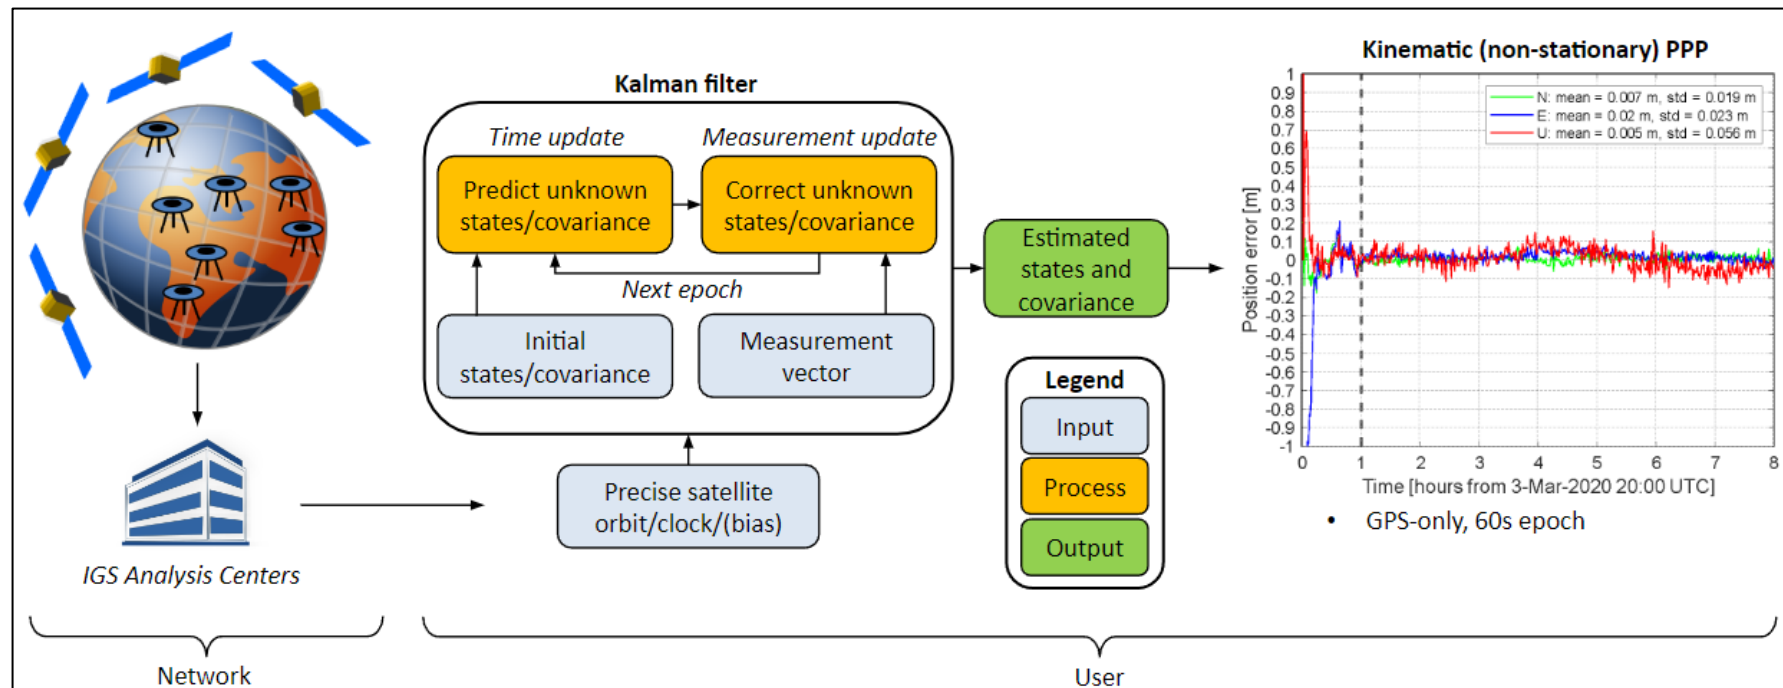 Kalman filter
Time update
Measurement update
Predict unknown
states/covariance
Correct unknown
states/covariance
Next epoch
Initial
states/covariance
Measurement
vector
Precise satellite
orbit/clock/(bias)
IGS Analysis Centers
Network
Estimated
states and
covariance
Legend
Input
Process
Output
User
Kinematic (non-stationary) PPP
N: mean = 0.007 m, std = 0.019 m
E: mean = 0.02 m, std = 0.023 m
U: mean = 0.005 m, std = 0.056 m
Position error [m]
1
0.9
0.8
0.7
0.6
0.5
0.4
0.3
0.2
0.1
0
-0.1
-0.2
-0.3
-0.4
-0.5
-0.6
-0.7
-0.8
-0.9
-1
0 1 2 3 4 5 6 7 8
Time [hours from 3-Mar-2020 20:00 UTC]
• GPS-only, 60s epoch